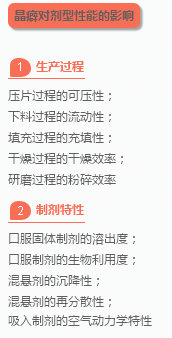 晶癖对剂型性能的影响
1 生产过程
压片过程的可压性；
下料过程的流动性；
填充过程的充填性；
干燥过程的干燥效率；
研磨过程的粉碎效率
2 制剂特性
口服固体制剂的溶出度；
口服制剂的生物利用度；
混悬剂的沉降性；
混悬剂的再分散性；
吸入制剂的空气动力学特性